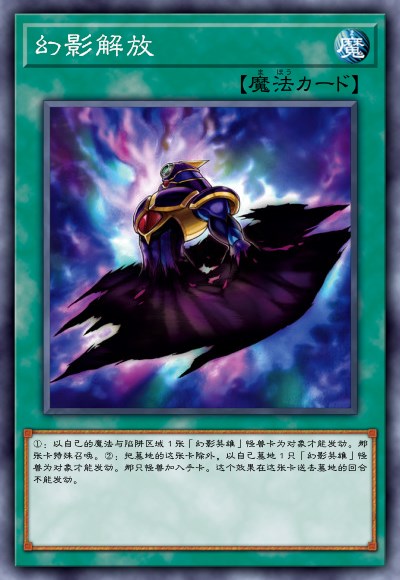 幻影解放
魔
【魔法カード】
まほう
①：以自己的魔法与陷阱区域1张「幻影英雄」怪兽卡为对象才能发动。那
张卡特殊召唤。②：把墓地的这张卡除外，以自己墓地1只「幻影英雄」怪
兽为对象才能发动。那只怪兽加入手卡。这个效果在这张卡送去墓地的回合
不能发动。